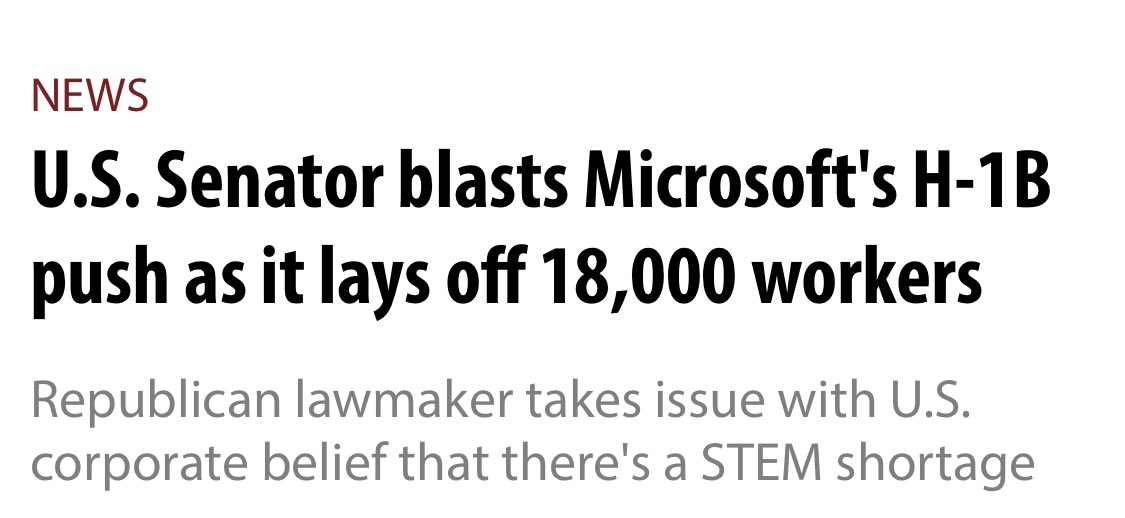 NEWS
U.S. Senator blasts Microsoft's H-1B
push as it lays off 18,000 workers
Republican lawmaker takes issue with U.S.
corporate belief that there's a STEM shortage